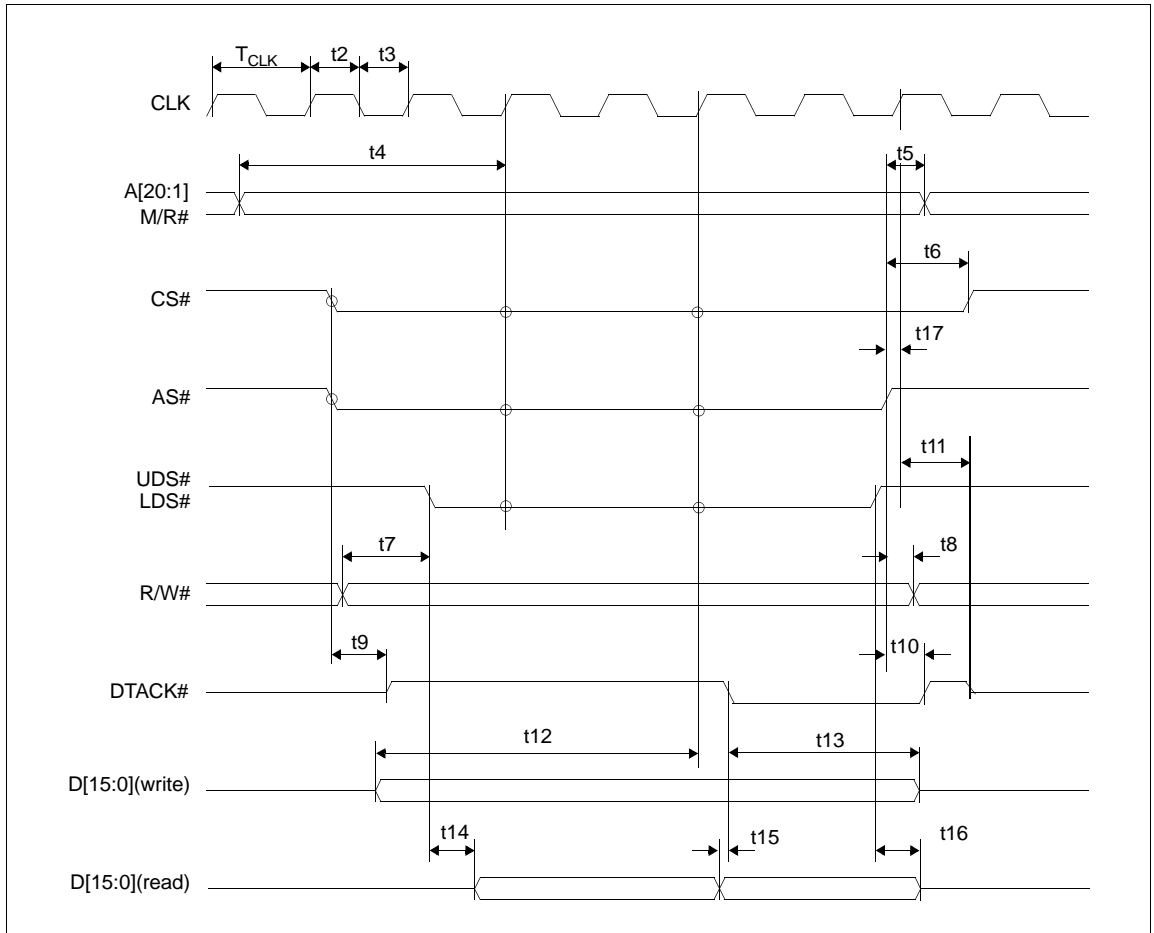 TCLK t2 t3
CLK
t4 t5
A[20:1]
M/R#
t6
CS#
t17
AS#
t11
UDS#
LDS#
t7 t8
R/W#
t9 t10
DTACK#
t12 t13
D[15:0](write)
t14 t15 t16
D[15:0](read)